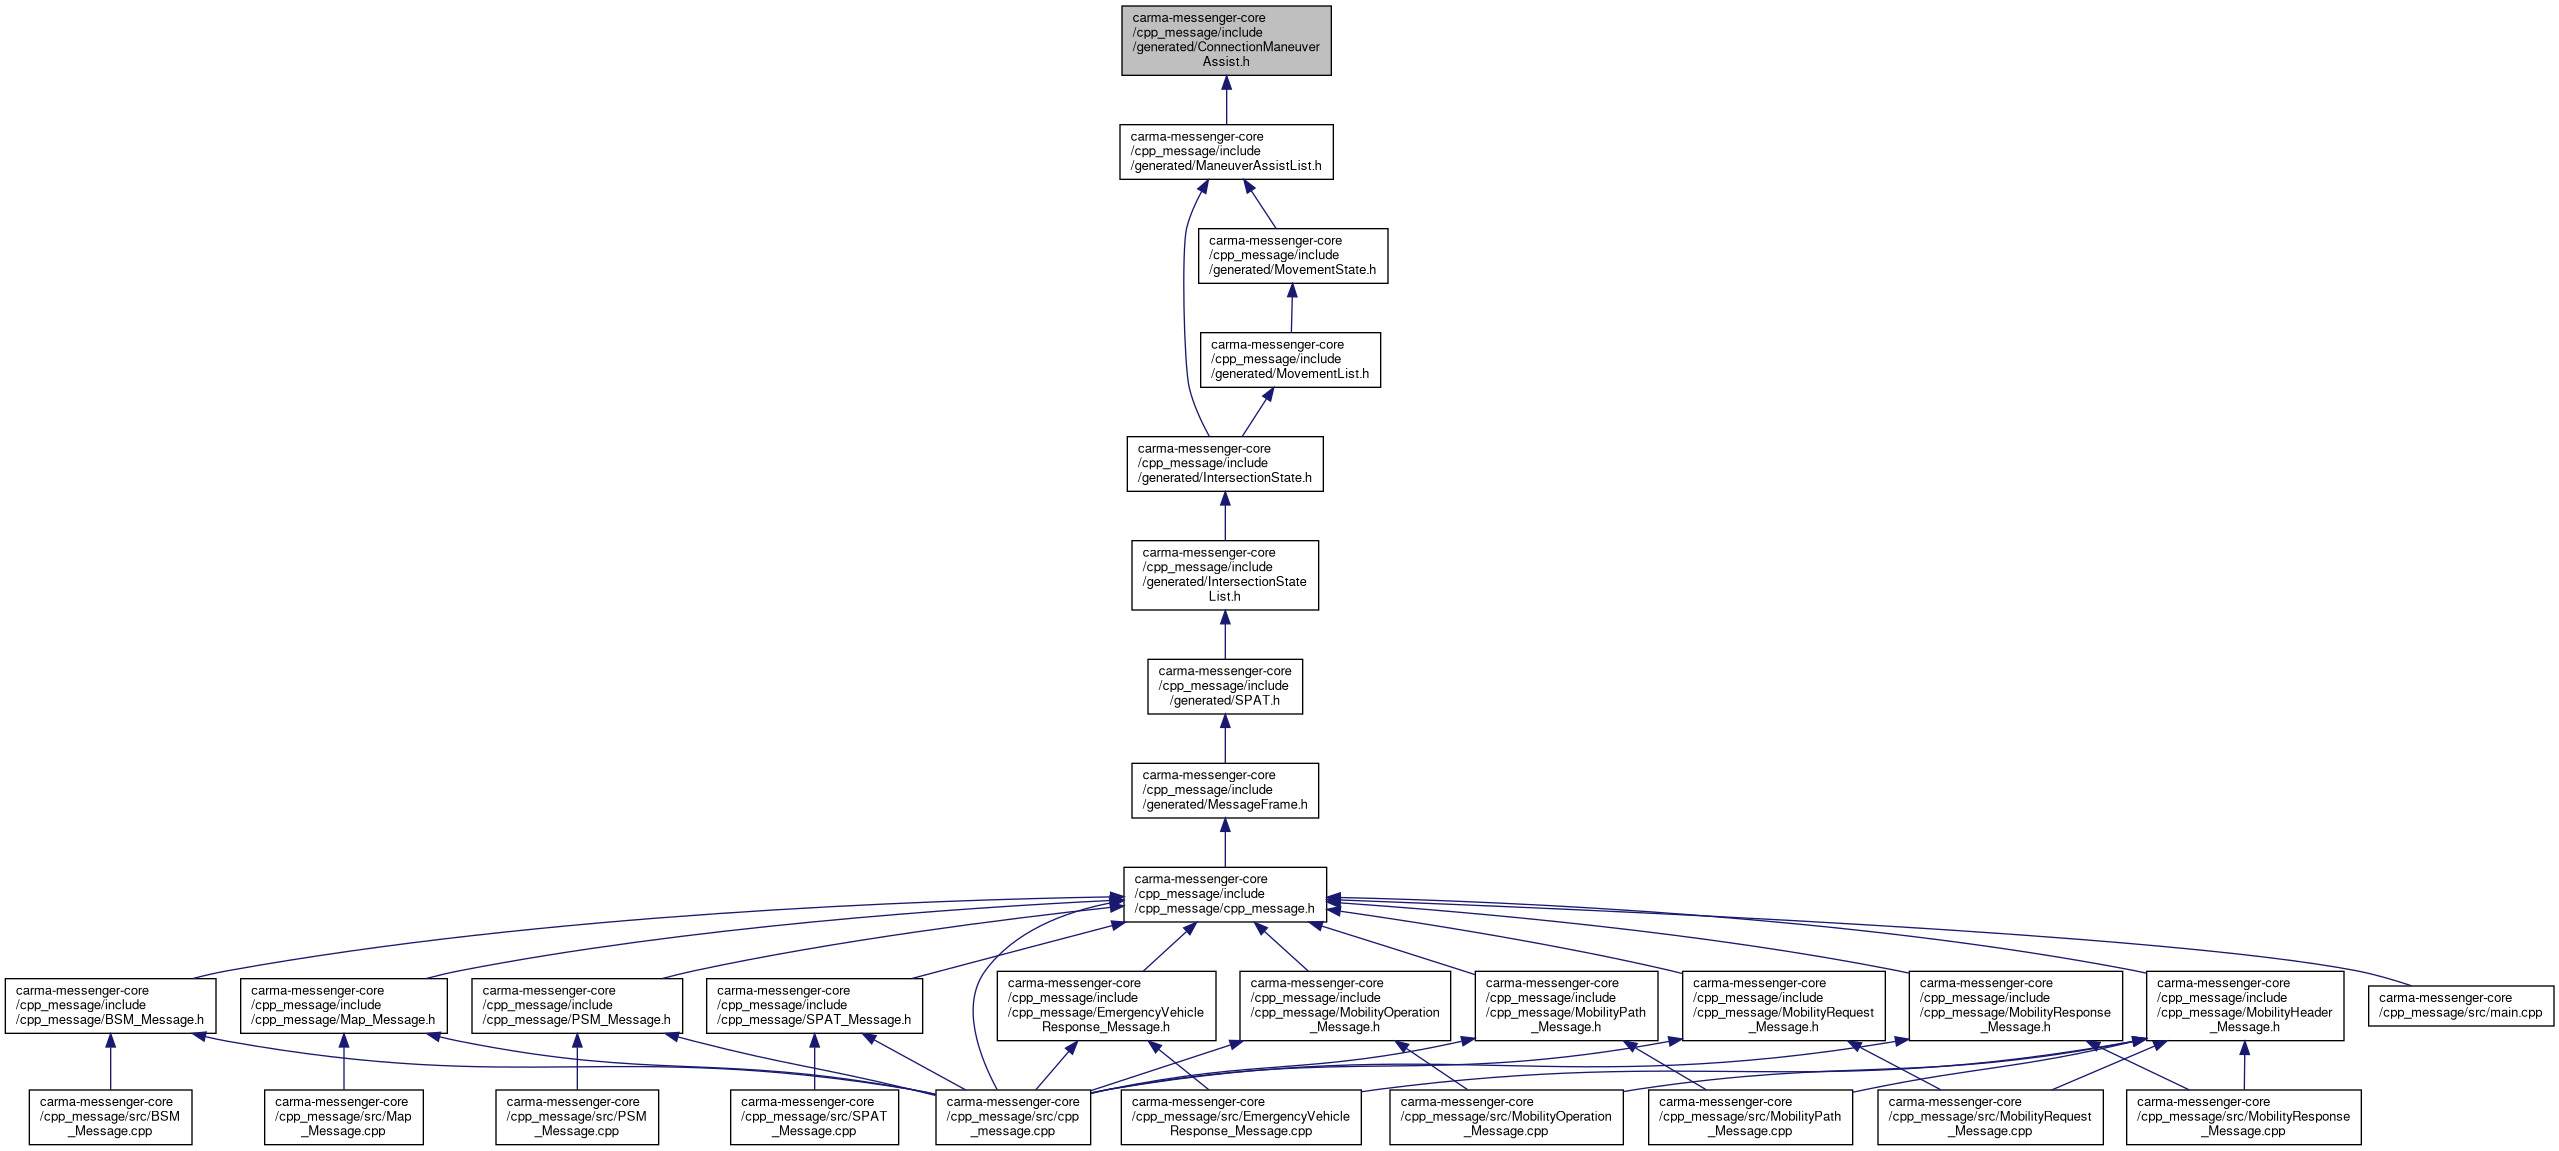 carma-messenger-core
/cpp_message/include
/generated/ConnectionManeuver
Assist.h
carma-messenger-core
/cpp_message/include
/generated/ManeuverAssistList.h
carma-messenger-core
/cpp_message/include
/generated/MovementState.h
carma-messenger-core
/cpp_message/include
/generated/MovementList.h
carma-messenger-core
/cpp_message/include
/generated/IntersectionState.h
carma-messenger-core
/cpp_message/include
/generated/IntersectionState
List.h
carma-messenger-core
/cpp_message/include
/generated/SPAT.h
carma-messenger-core
/cpp_message/include
/generated/MessageFrame.h
carma-messenger-core
/cpp_message/include
/cpp_message/cpp_message.h
carma-messenger-core
/cpp_message/include
/cpp_message/BSM_Message.h
carma-messenger-core
/cpp_message/include
/cpp_message/Map_Message.h
carma-messenger-core
/cpp_message/include
/cpp_message/PSM_Message.h
carma-messenger-core
/cpp_message/include
/cpp_message/SPAT_Message.h
carma-messenger-core
/cpp_message/include
/cpp_message/EmergencyVehicle
Response_Message.h
carma-messenger-core
/cpp_message/include
/cpp_message/MobilityOperation
_Message.h
carma-messenger-core
/cpp_message/include
/cpp_message/MobilityPath
_Message.h
carma-messenger-core
/cpp_message/include
/cpp_message/MobilityRequest
_Message.h
carma-messenger-core
/cpp_message/include
/cpp_message/MobilityResponse
_Message.h
carma-messenger-core
/cpp_message/include
/cpp_message/MobilityHeader
_Message.h
carma-messenger-core
/cpp_message/src/main.cpp
carma-messenger-core
/cpp_message/src/BSM
_Message.cpp
carma-messenger-core
/cpp_message/src/Map
_Message.cpp
carma-messenger-core
/cpp_message/src/PSM
_Message.cpp
carma-messenger-core
/cpp_message/src/SPAT
_Message.cpp
carma-messenger-core
/cpp_message/src/cpp
_message.cpp
carma-messenger-core
/cpp_message/src/EmergencyVehicle
Response_Message.cpp
carma-messenger-core
/cpp_message/src/MobilityOperation
_Message.cpp
carma-messenger-core
/cpp_message/src/MobilityPath
_Message.cpp
carma-messenger-core
/cpp_message/src/MobilityRequest
_Message.cpp
carma-messenger-core
/cpp_message/src/MobilityResponse
_Message.cpp